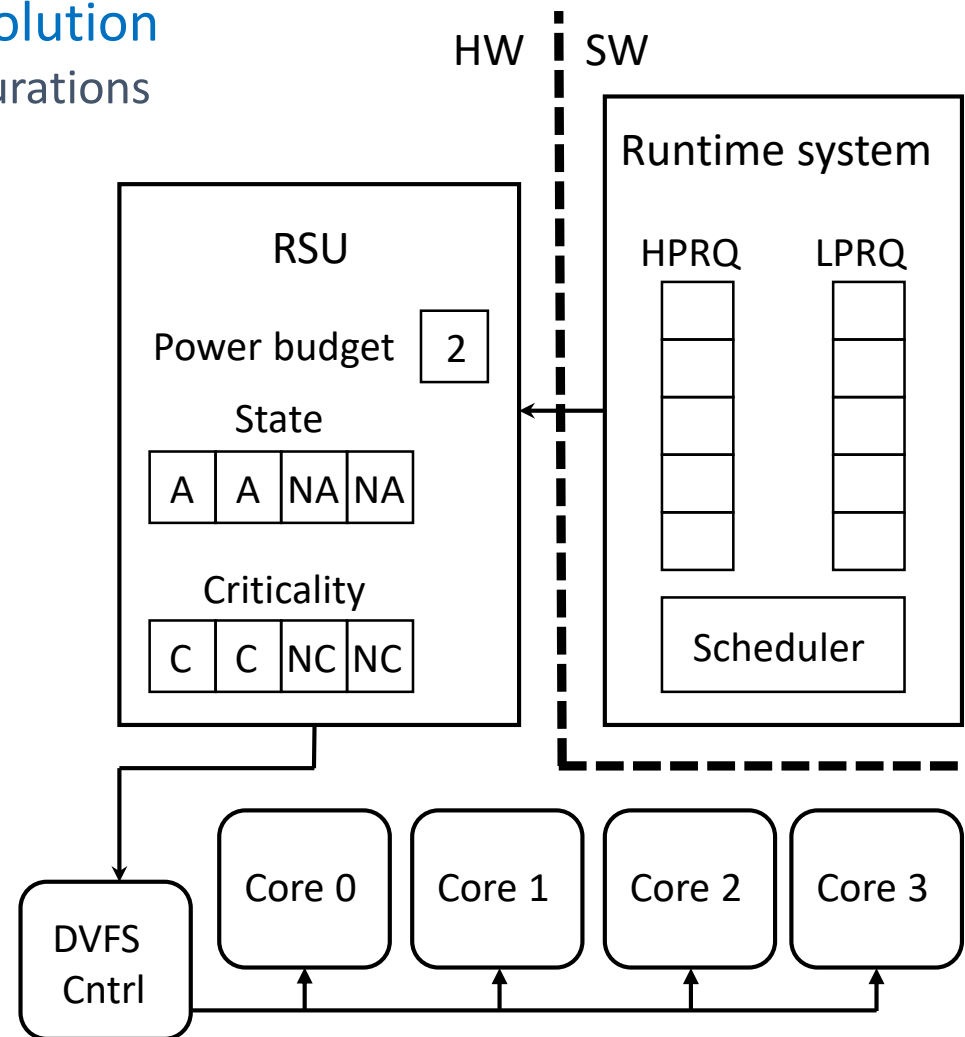 olution
urations
HW
SW
Runtime system
HPRQ
LPRQ
Scheduler
RSU
Power budget
2
State
A A NA NA
Criticality
C C NC NC
DVFS
Cntrl
Core 0
Core 1
Core 2
Core 3